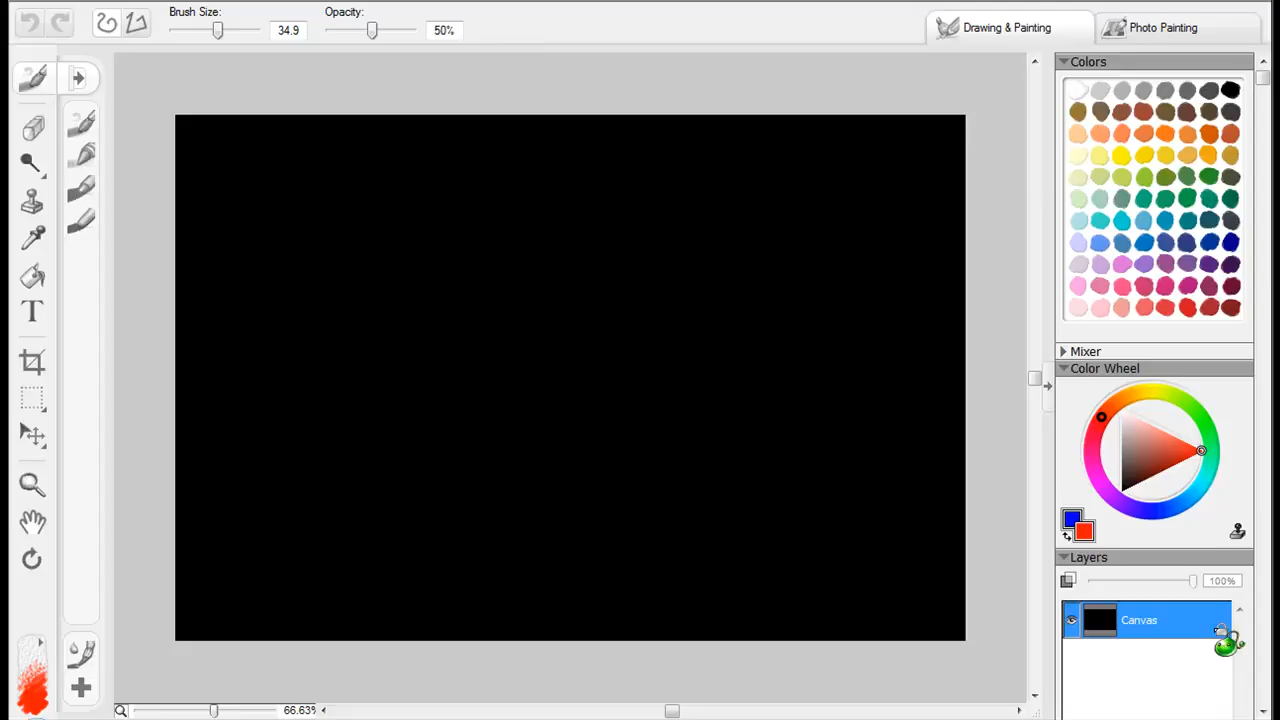 Brush Size:
34.9
Opacity:
50%
Drawing & Painting
Photo Painting
Colors
Mixer
Color Wheel
Layers
100%
Canvas
T
66.63%